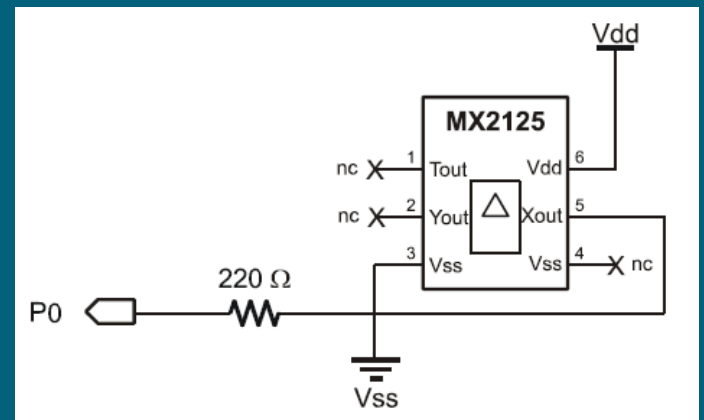 Vdd
MX2125
nc 1 Tout Vdd 6
nc 2 Yout Xout 5
3 Vss Vss 4 nc
220 Ω
P0
Vss